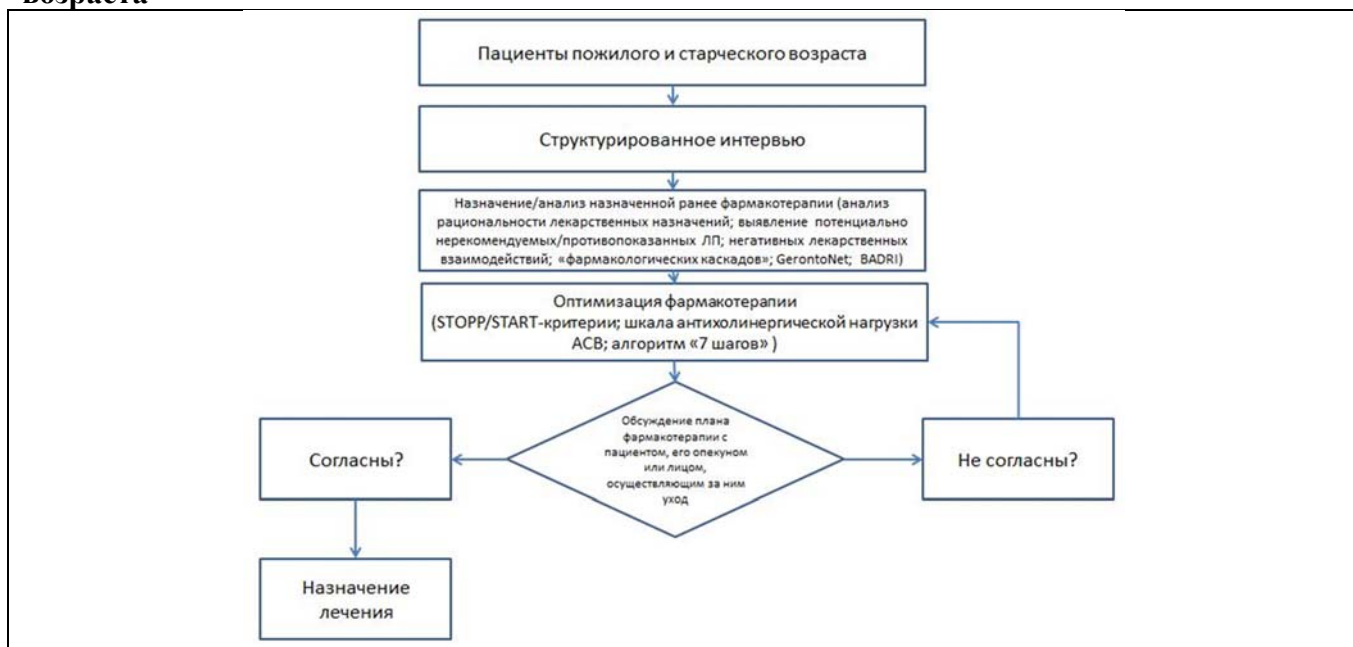 возраста
Пациенты пожилого и старческого возраста
Структурированное интервью
Назначение/анализ назначенной ранее фармакотерапии (анализ
рациональности лекарственных назначений; выявление потенциально
нерекомендуемых/противопоказанных ЛП; негативных лекарственных
взаимодействий; «фармакологических каскадов»; GerontoNet; BADRI)
Оптимизация фармакотерапии
(STOPP/START-критерии; шкала антихолинергической нагрузки
АСВ; алгоритм «7 шагов» )
Обсуждение плана
фармакотерапии с
пациентом, его опекуном
или лицом,
осуществляющим за ним
уход
Согласны?
Не согласны?
Назначение
лечения